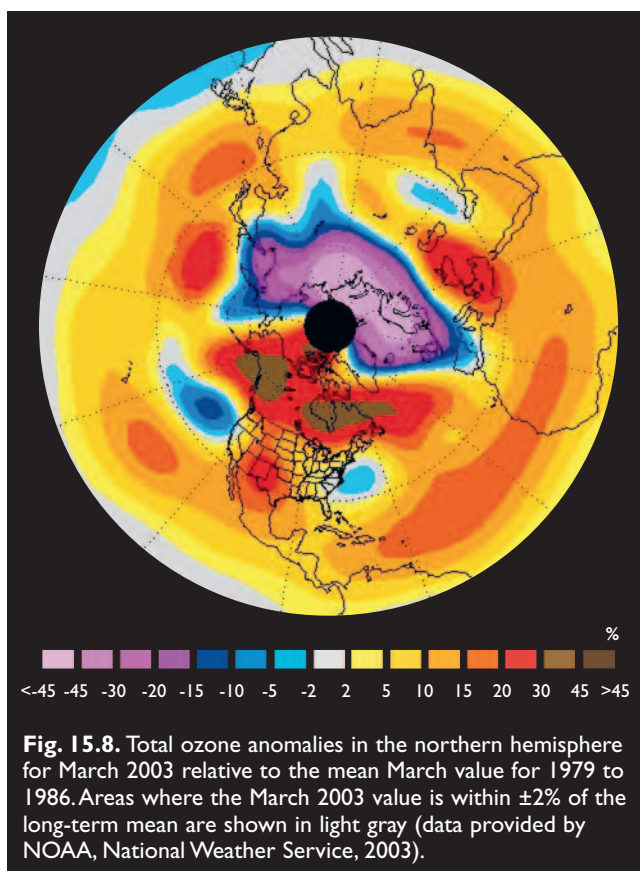 %
<-45 -45 -30 -20 -15 -10 -5 -2 2 5 10 15 20 30 45 >45
Fig. 15.8. Total ozone anomalies in the northern hemisphere
for March 2003 relative to the mean March value for 1979 to
1986. Areas where the March 2003 value is within ±2% of the
long-term mean are shown in light gray (data provided by
NOAA, National Weather Service, 2003).